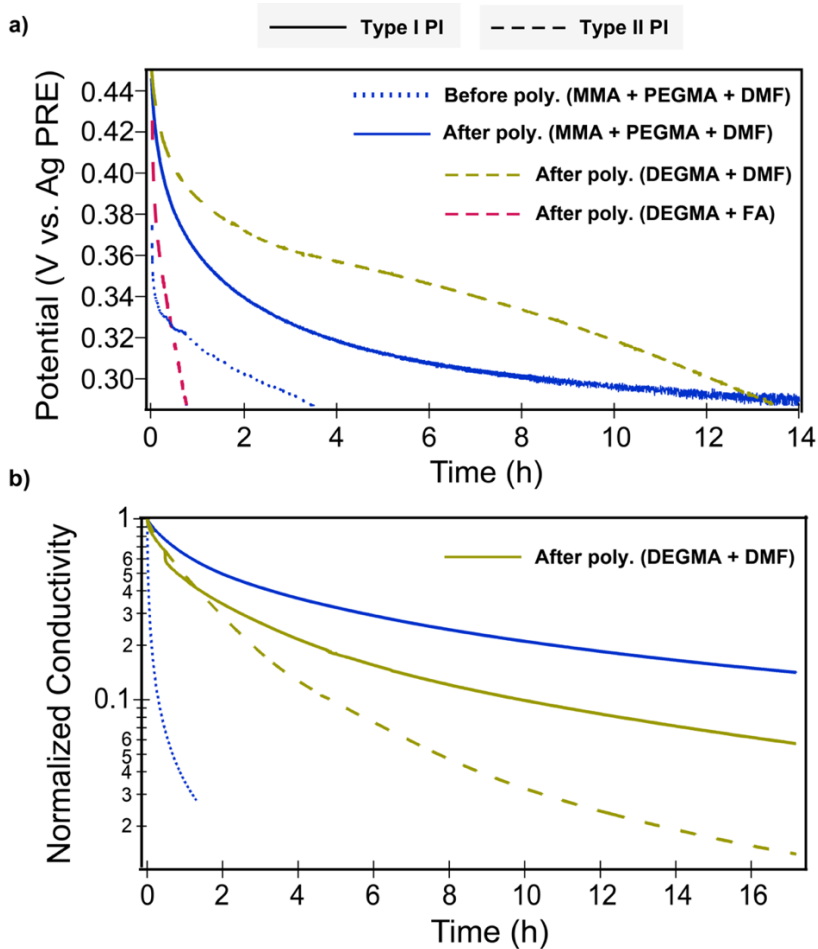 Type I PI Type II PI
a)
Before poly. (MMA + PEGMA + DMF)
After poly. (MMA + PEGMA + DMF)
After poly. (DEGMA + DMF)
After poly. (DEGMA + FA)
Potential (V vs. Ag PRE)
0.44
0.42
0.40
0.38
0.36
0.34
0.32
0.30
0 2 4 6 8 10 12 14
Time (h)
b)
After poly. (DEGMA + DMF)
Normalized Conductivity
1
6
5
4
3
2
0.1
6
5
4
3
2
0 2 4 6 8 10 12 14 16
Time (h)